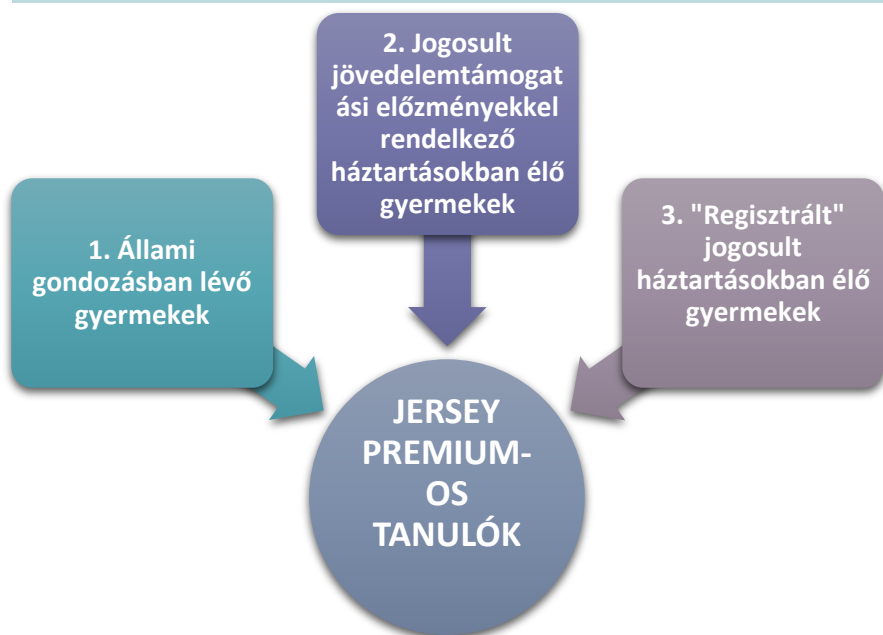 1. Állami
gondozásban lévő
gyermekek
2. Jogosult
jövedelemtámogat
ási előzményekkel
rendelkező
háztartásokban élő
gyermekek
3. "Regisztrált"
jogosult
háztartásokban élő
gyermekek
JERSEY
PREMIUM-
OS
TANULÓK